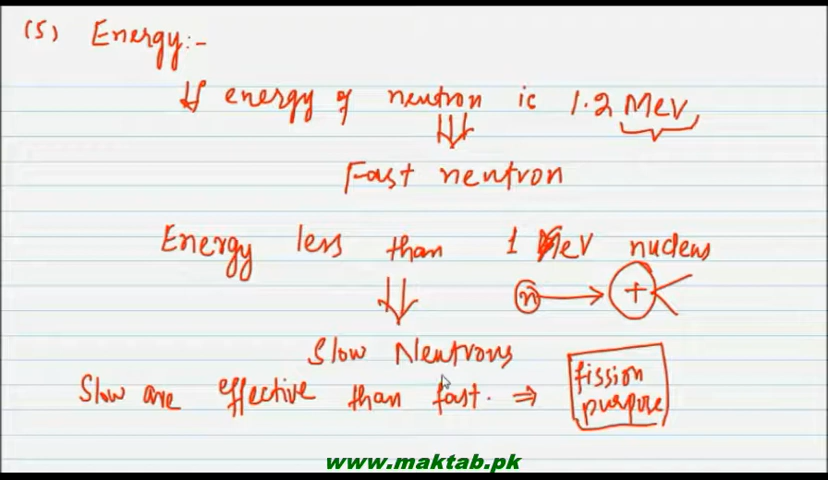 (5) Energy:-
If energy of neutron is 1.2 MeV
Fast neutron
Energy less than 1 eV nucleus
n +
Slow Neutrons
Slow are effective than fast. ⇒ fission
purpose
www.maktab.pk